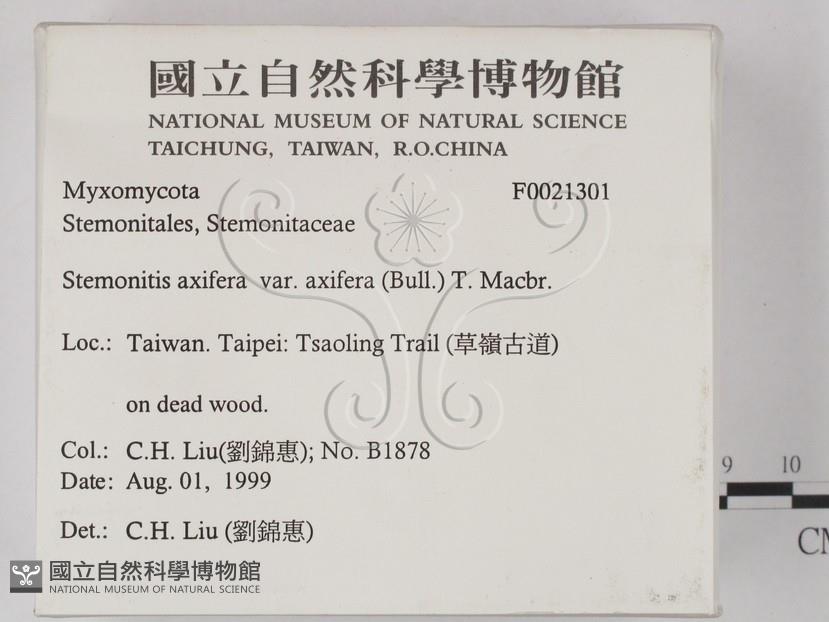 國立自然科學博物館
NATIONAL MUSEUM OF NATURAL SCIENCE
TAICHUNG, TAIWAN, R.O.CHINA
Myxomycota F0021301
Stemonitales, Stemonitaceae
Stemonitis axifera var. axifera (Bull.) T. Macbr.
Loc.: Taiwan. Taipei: Tsaoling Trail (草嶺古道)
on dead wood.
Col.: C.H. Liu(劉錦惠); No. B1878
Date: Aug. 01, 1999
Det.: C.H. Liu (劉錦惠)
國立自然科學博物館
NATIONAL MUSEUM OF NATURAL SCIENCE
9 10
CM